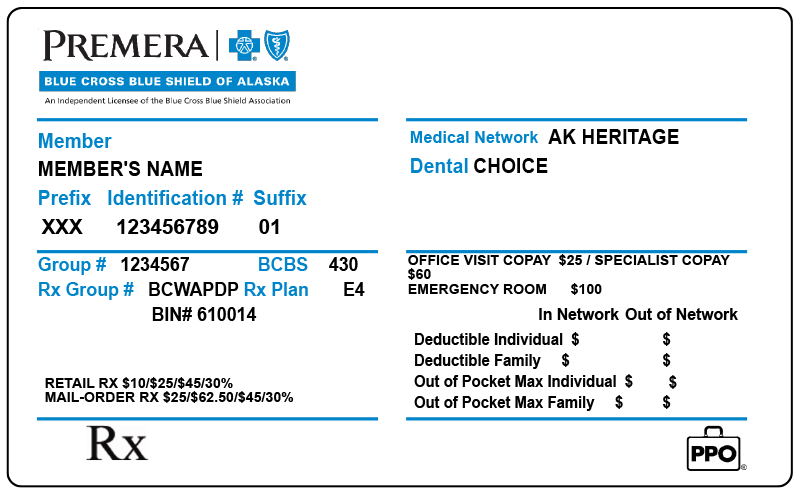 PREMERA
BLUE CROSS BLUE SHIELD OF ALASKA
An Independent Licensee of the Blue Cross Blue Shield Association
Member
MEMBER'S NAME
Prefix Identification # Suffix
XXX 123456789 01
Group # 1234567 BCBS 430
Rx Group # BCWAPDP Rx Plan E4
BIN# 610014
RETAIL RX $10/$25/$45/30%
MAIL-ORDER RX $25/$62.50/$45/30%
Rx
Medical Network AK HERITAGE
Dental CHOICE
OFFICE VISIT COPAY $25 / SPECIALIST COPAY
$60
EMERGENCY ROOM $100
In Network Out of Network
Deductible Individual $ $
Deductible Family $ $
Out of Pocket Max Individual $ $
Out of Pocket Max Family $ $
PPO®